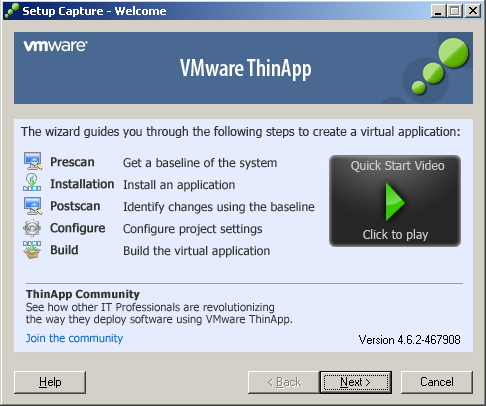 Setup Capture - Welcome
vmware
VMware ThinApp
The wizard guides you through the following steps to create a virtual application:
Prescan Get a baseline of the system
Installation Install an application
Postscan Identify changes using the baseline
Configure Configure project settings
Build Build the virtual application
Quick Start Video
Click to play
ThinApp Community
See how other IT Professionals are revolutionizing
the way they deploy software using VMware ThinApp.
Join the community
Version 4.6.2-467908
Help
< Back
Next >
Cancel